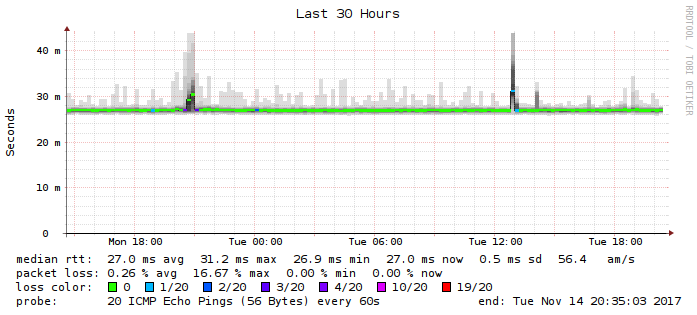 Last 30 Hours
RRDTOOL / TOBI OETIKER
Seconds
40 m
30 m
20 m
10 m
0
Mon 18:00 Tue 00:00 Tue 06:00 Tue 12:00 Tue 18:00
median rtt: 27.0 ms avg 31.2 ms max 26.9 ms min 27.0 ms now 0.5 ms sd 56.4 am/s
packet loss: 0.26 % avg 16.67 % max 0.00 % min 0.00 % now
loss color: 0 1/20 2/20 3/20 4/20 10/20 19/20
probe: 20 ICMP Echo Pings (56 Bytes) every 60s end: Tue Nov 14 20:35:03 2017